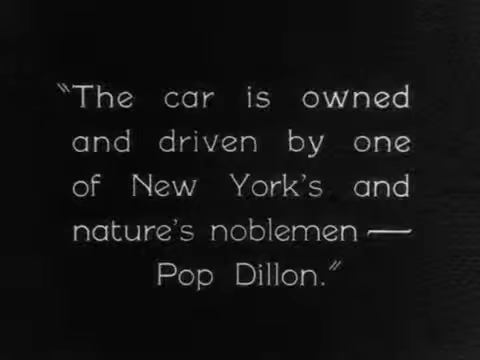 "The car is owned
and driven by one
of New York's and
nature's noblemen —
Pop Dillon."